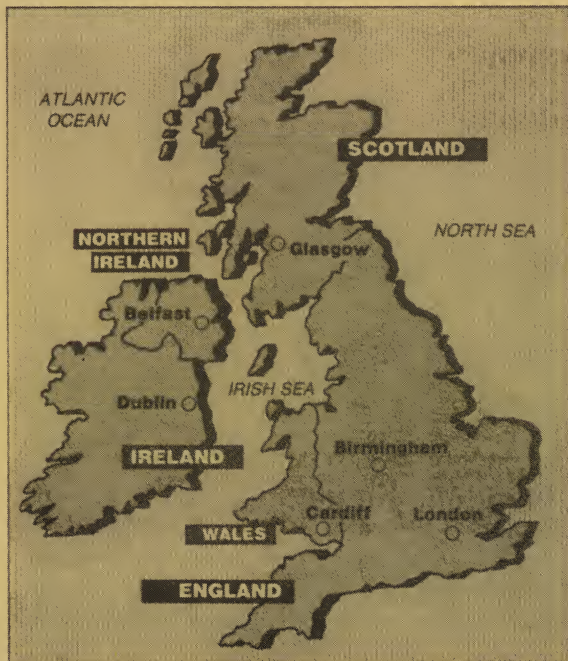 ATLANTIC
OCEAN
SCOTLAND
NORTH SEA
NORTHERN
IRELAND
Glasgow
Belfast
IRISH SEA
Dublin
IRELAND
Birmingham
Cardiff
London
WALES
ENGLAND